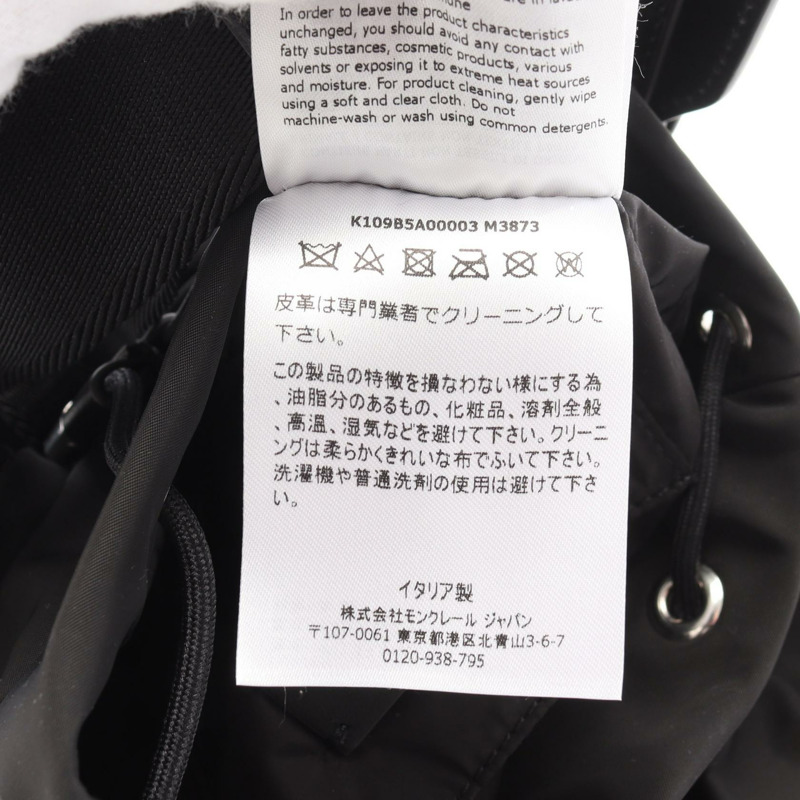 In order to leave the product characteristics
unchanged, you should avoid any contact with
fatty substances, cosmetic products, various
solvents or exposing it to extreme heat sources
and moisture. For product cleaning, gently wipe
using a soft and clear cloth. Do not
machine-wash or wash using common detergents.
K109B5A00003 M3873
皮革は専門業者でクリーニングして
下さい。
この製品の特徴を損なわない様にする為
、油脂分のあるもの、化粧品、溶剤全般
、高温、湿気などを避けて下さい。クリーニ
ングは柔らかくきれいな布でふいて下さい。
洗濯機や普通洗剤の使用は避けて下さ
い。
イタリア製
株式会社モンクレール ジャパン
〒107-0061 東京都港区北青山3-6-7
0120-938-795